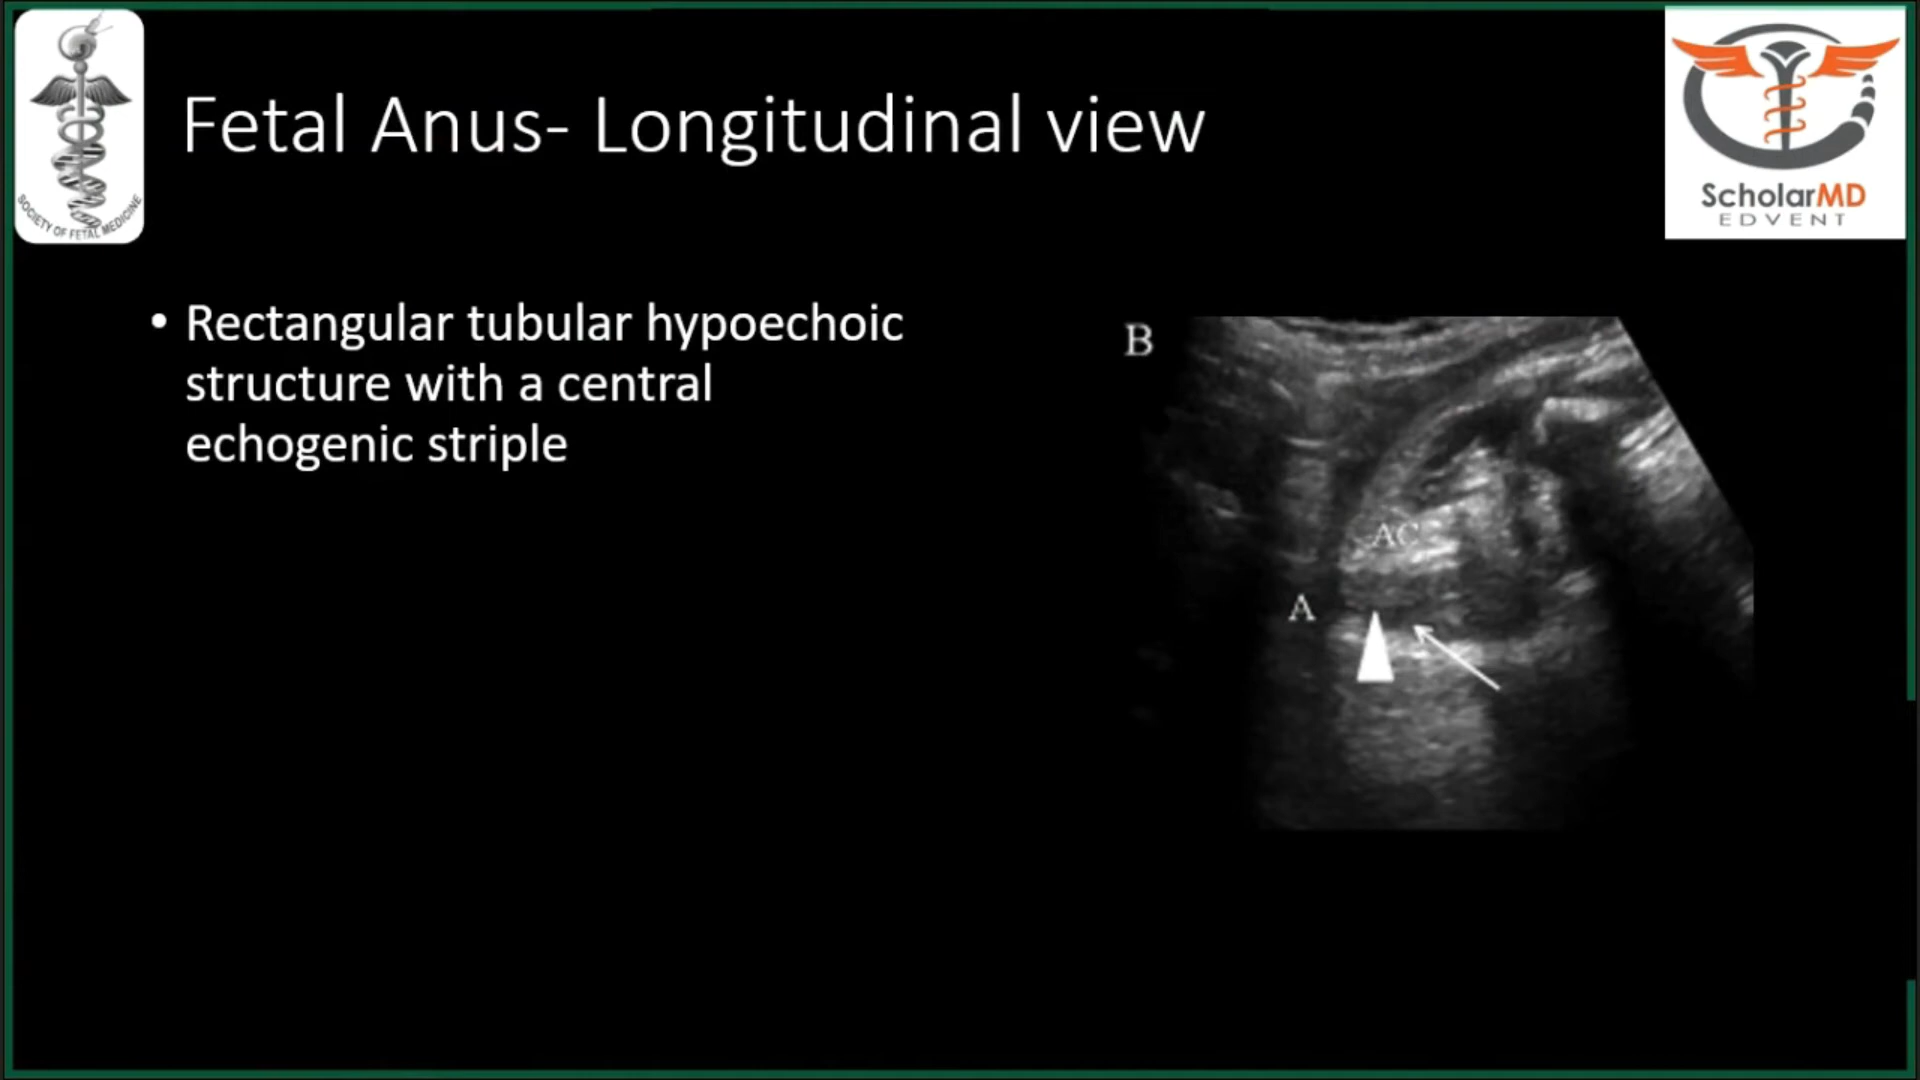 SOCIETY OF FETAL MEDICINE
Fetal Anus- Longitudinal view
ScholarMD
EDVENT
• Rectangular tubular hypoechoic
structure with a central
echogenic striple
B
AC
A